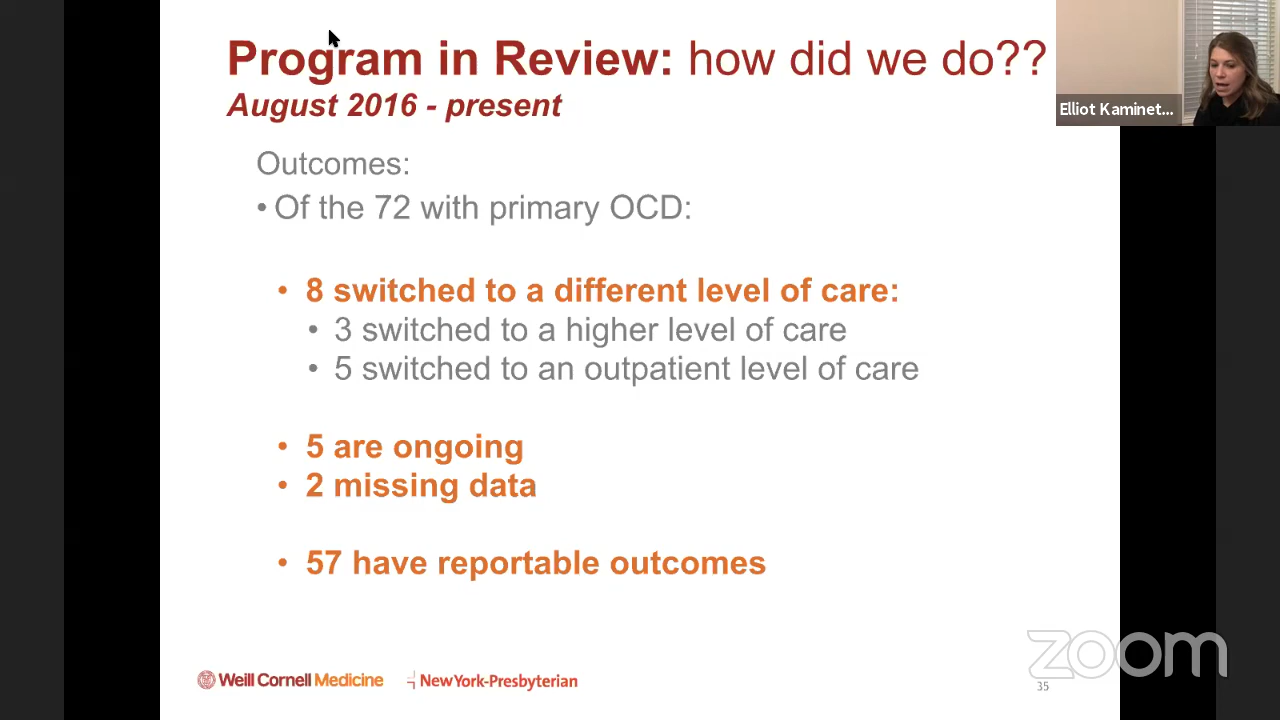 Program in Review: how did we do??
August 2016 - present
Elliot Kaminet...
Outcomes:
• Of the 72 with primary OCD:
• 8 switched to a different level of care:
• 3 switched to a higher level of care
• 5 switched to an outpatient level of care
• 5 are ongoing
• 2 missing data
• 57 have reportable outcomes
zoom
Weill Cornell Medicine
NewYork-Presbyterian
35